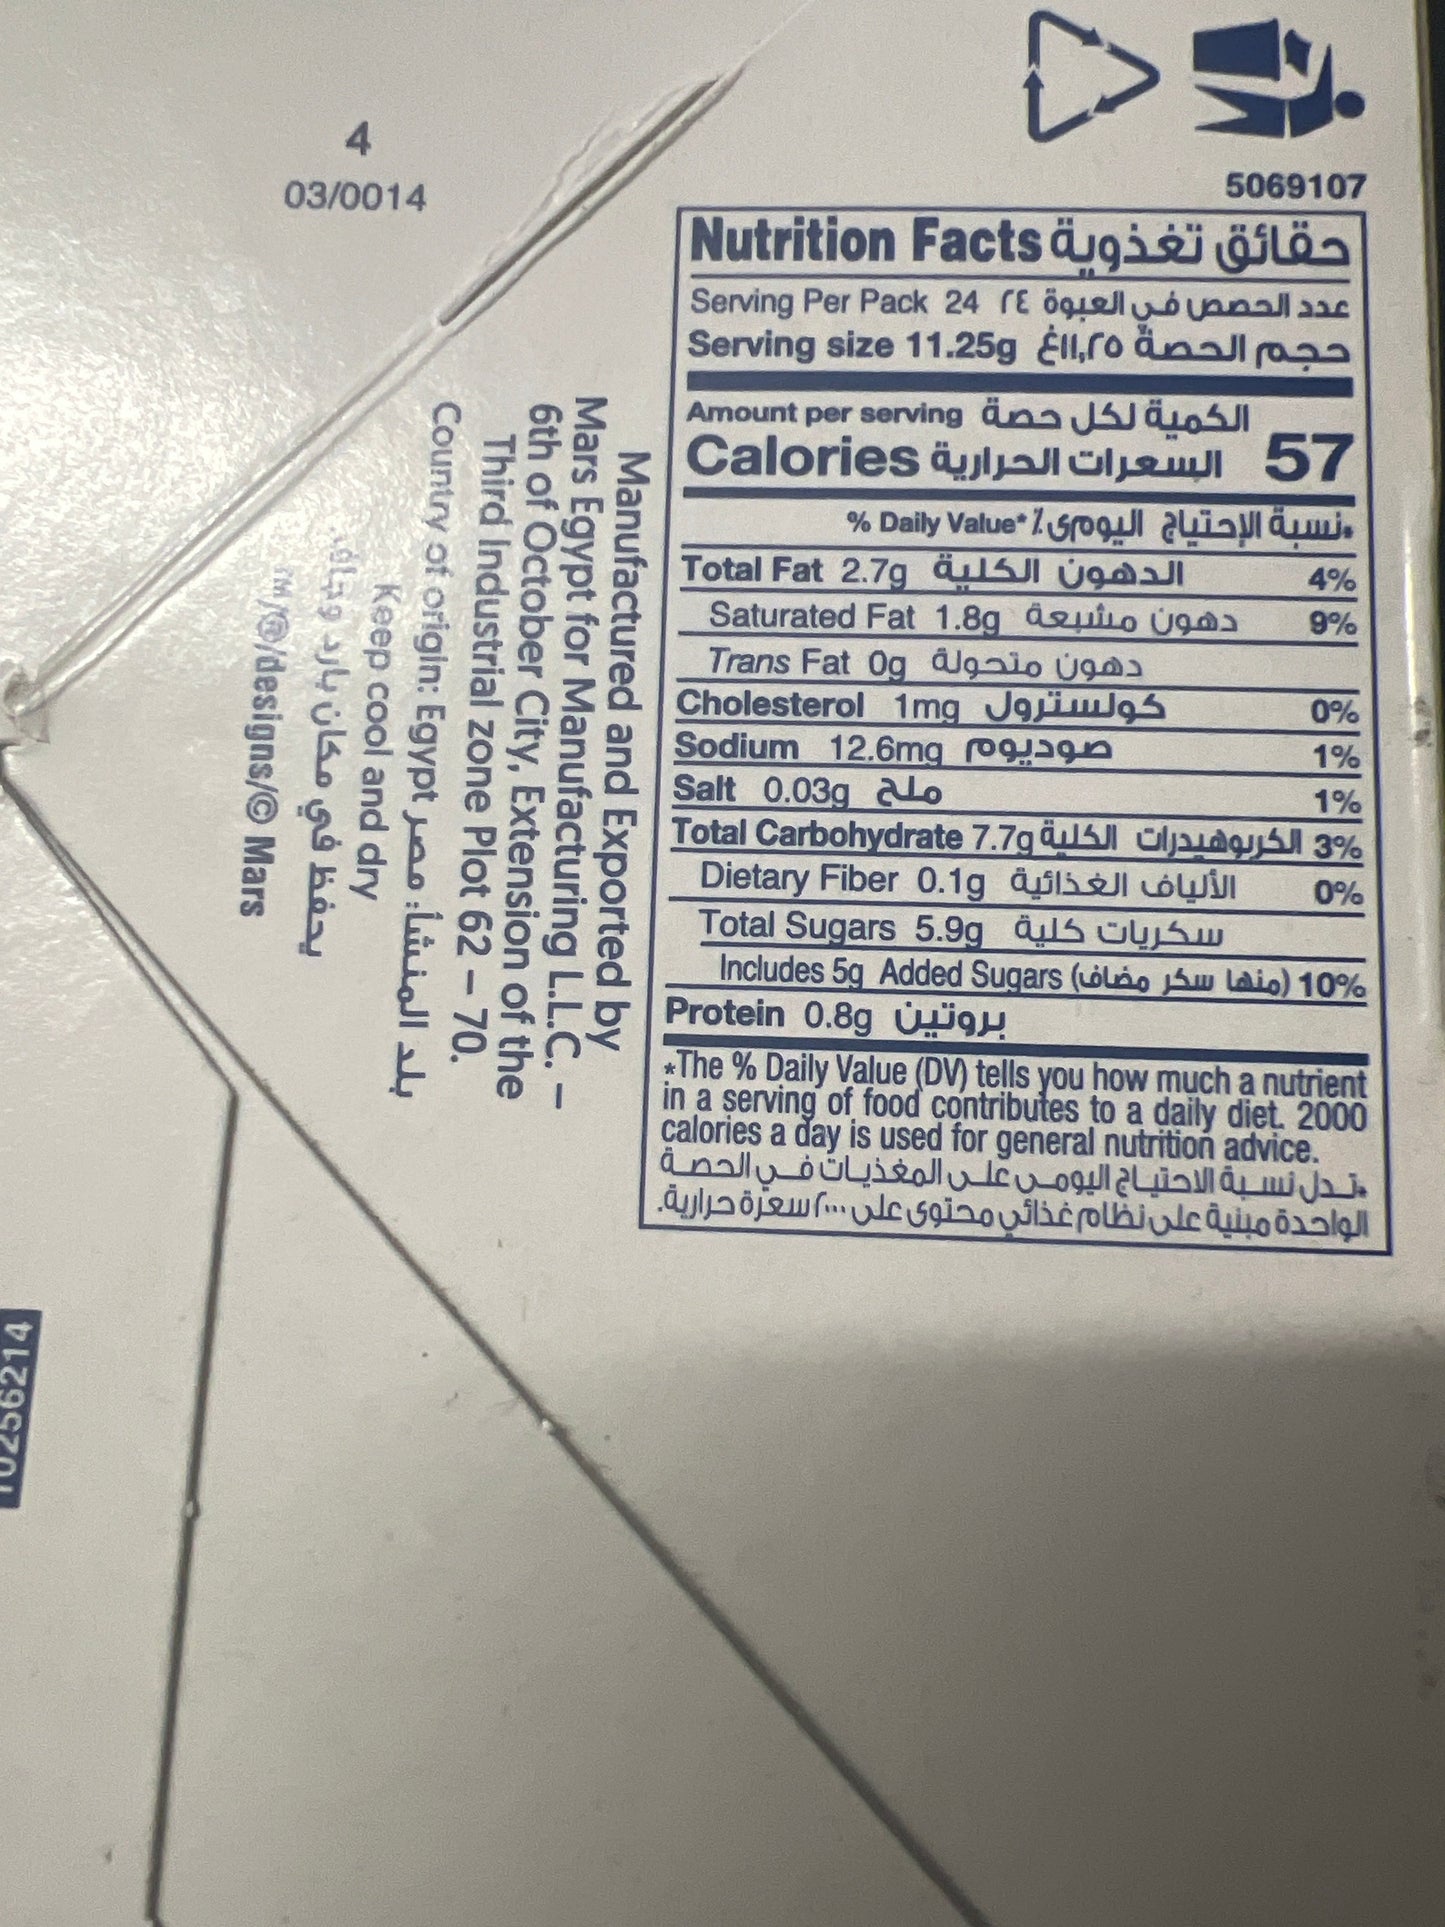 4
03/0014
5069107
Nutrition Facts حقائق تغذوية
Serving Per Pack 24 عدد الحصص في العبوة ٢٤
Serving size 11.25g حجم الحصة ١١,٢٥غ
Amount per serving الكمية لكل حصة
Calories السعرات الحرارية 57
% Daily Value* نسبة الإحتياج اليومى٪*
Total Fat 2.7g الدهون الكلية 4%
Saturated Fat 1.8g دهون مشبعة 9%
Trans Fat 0g دهون متحولة
Cholesterol 1mg كولسترول 0%
Sodium 12.6mg صوديوم 1%
Salt 0.03g ملح 1%
Total Carbohydrate 7.7g الكربوهيدرات الكلية 3%
Dietary Fiber 0.1g الألياف الغذائية 0%
Total Sugars 5.9g سكريات كلية
Includes 5g Added Sugars (منها سكر مضاف) 10%
Protein 0.8g بروتين
*The % Daily Value (DV) tells you how much a nutrient
in a serving of food contributes to a daily diet. 2000
calories a day is used for general nutrition advice.
*تدل نسبة الاحتياج اليومى على المغذيات في الحصة
الواحدة مبنية على نظام غذائي محتوى على ٢٠٠٠ سعرة حرارية.
Manufactured and Exported by
Mars Egypt for Manufacturing L.L.C. –
6th of October City, Extension of the
Third Industrial zone Plot 62 – 70.
Country of origin: Egypt بلد المنشأ: مصر
Keep cool and dry
يحفظ في مكان بارد وجاف.
™/®/designs/© Mars
10256214